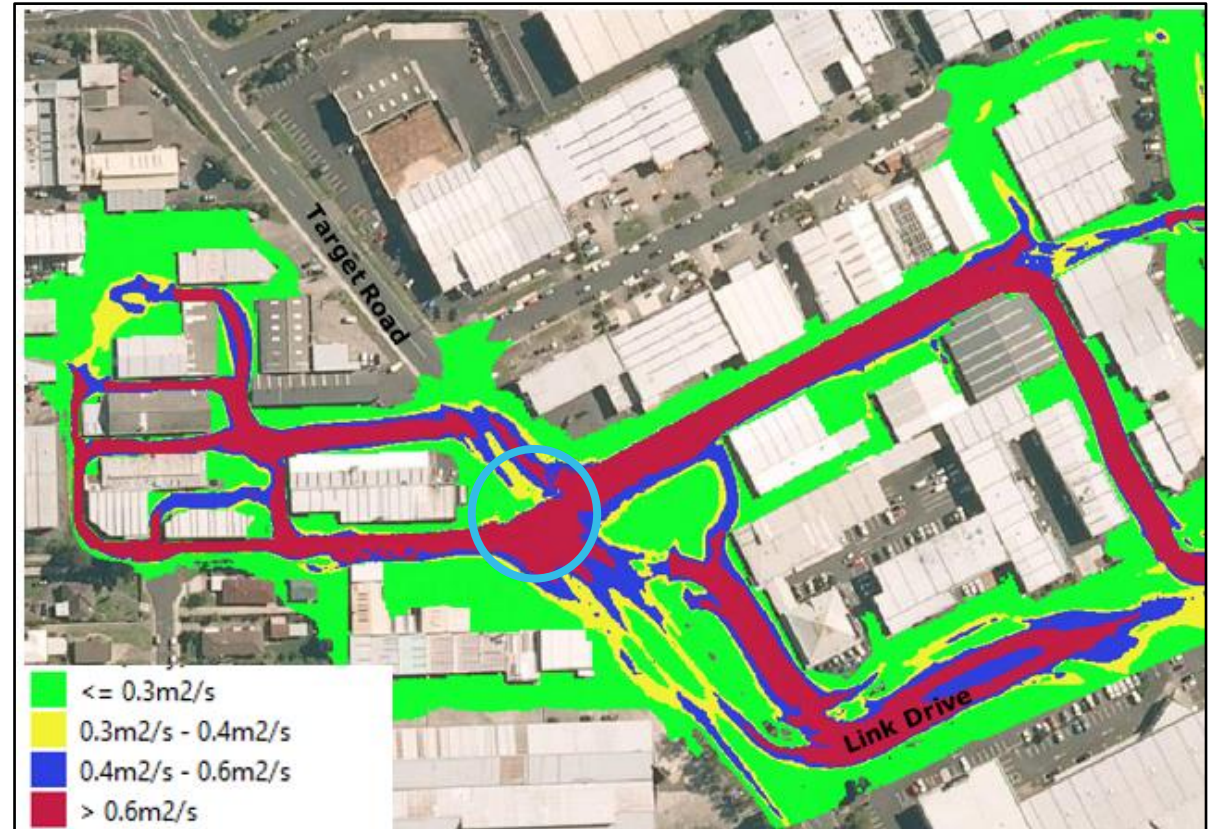 Target Road
Link Drive
<= 0.3m2/s
0.3m2/s - 0.4m2/s
0.4m2/s - 0.6m2/s
> 0.6m2/s